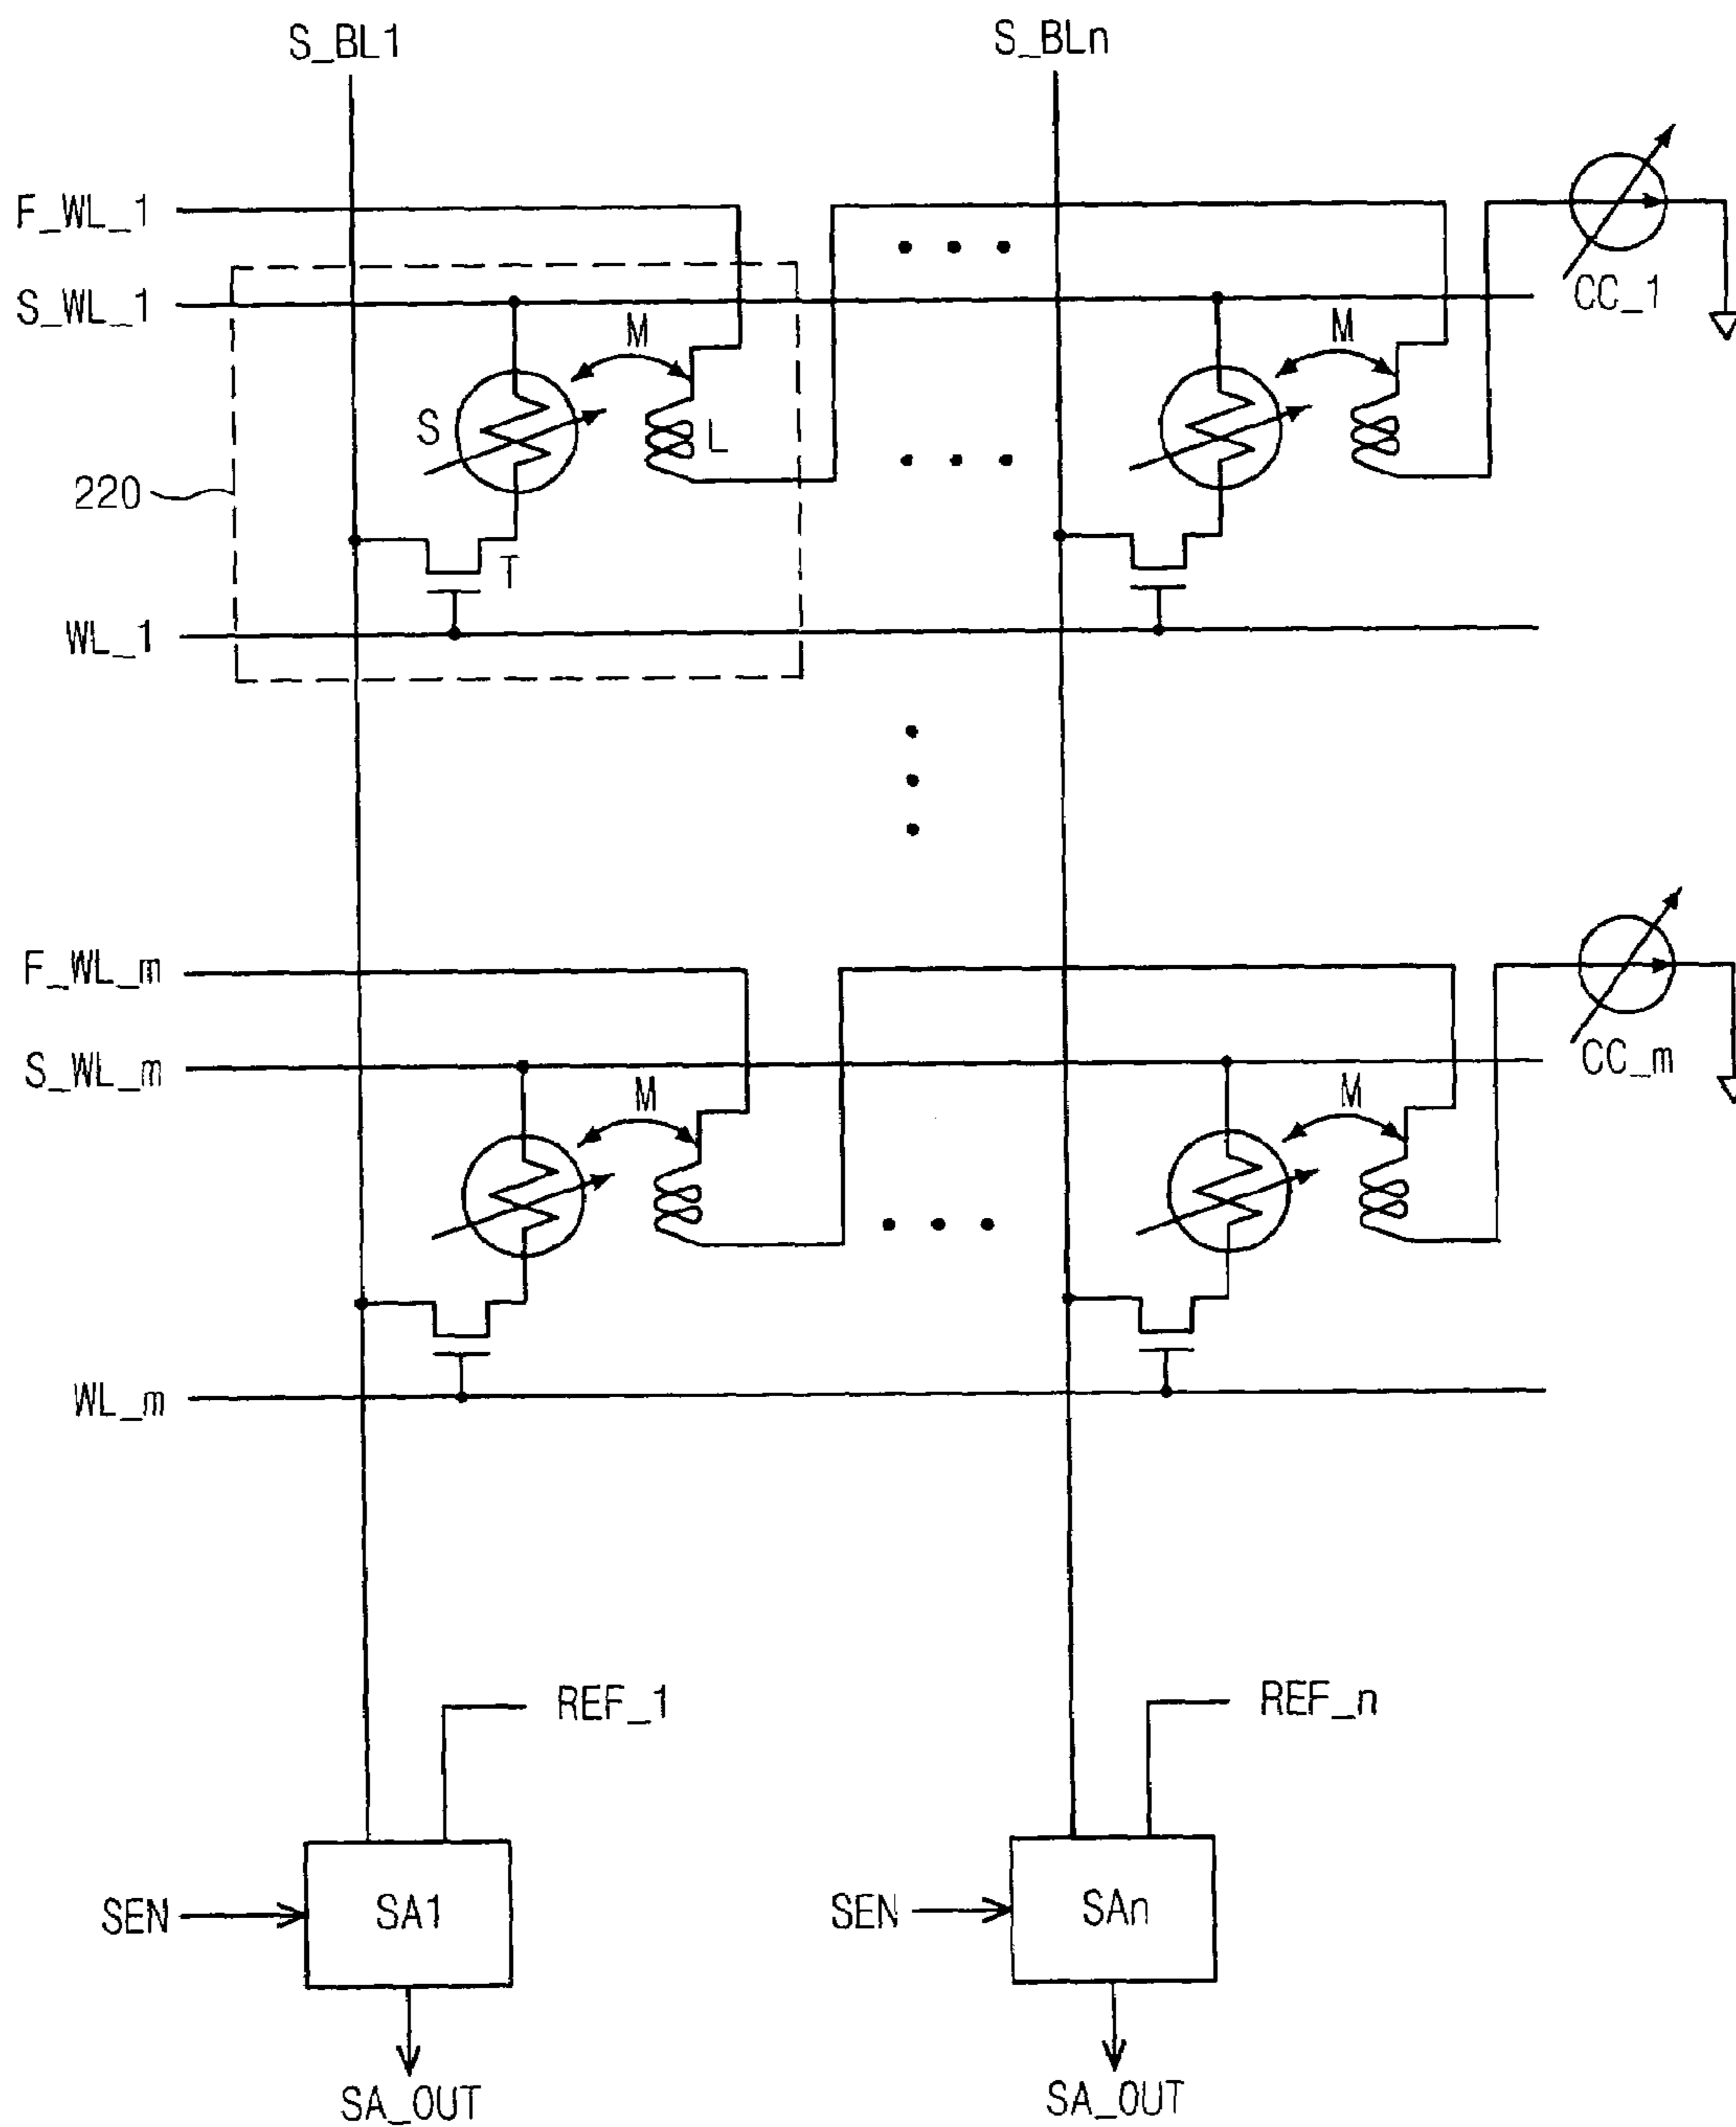 S_BL1
S_BLn
F_WL_1
S_WL_1
CC_1
M
M
S
L
220
T
WL_1
F_WL_m
S_WL_m
CC_m
M
M
WL_m
REF_1
REF_n
SEN
SA1
SEN
SAn
SA_OUT
SA_OUT